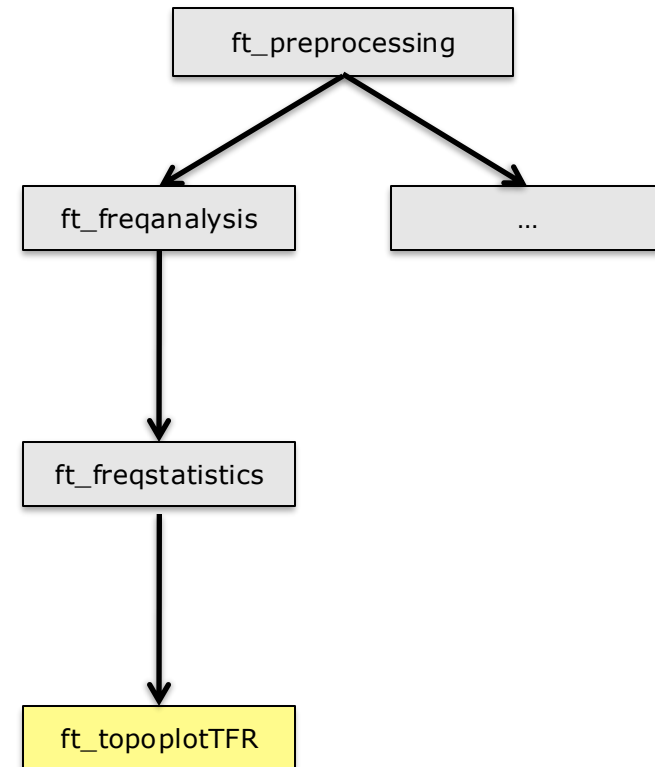 ft_preprocessing
ft_freqanalysis
...
ft_freqstatistics
ft_topoplotTFR